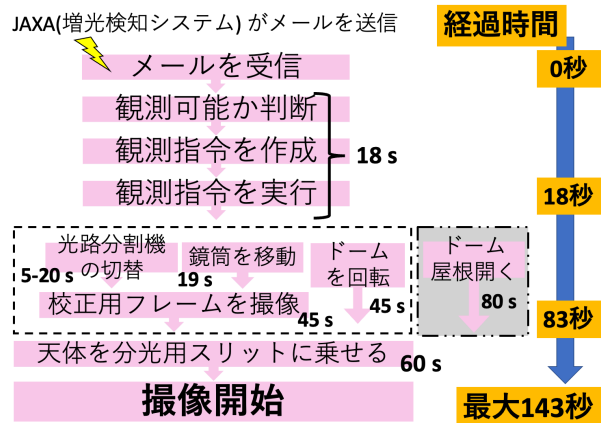 JAXA(増光検知システム) がメールを送信
経過時間
メールを受信
0秒
観測可能か判断
観測指令を作成
18 s
観測指令を実行
18秒
光路分割機
の切替
5-20 s
鏡筒を移動
19 s
ドーム
を回転
45 s
ドーム
屋根開く
80 s
校正用フレームを撮像
45 s
83秒
天体を分光用スリットに乗せる
60 s
撮像開始
最大143秒